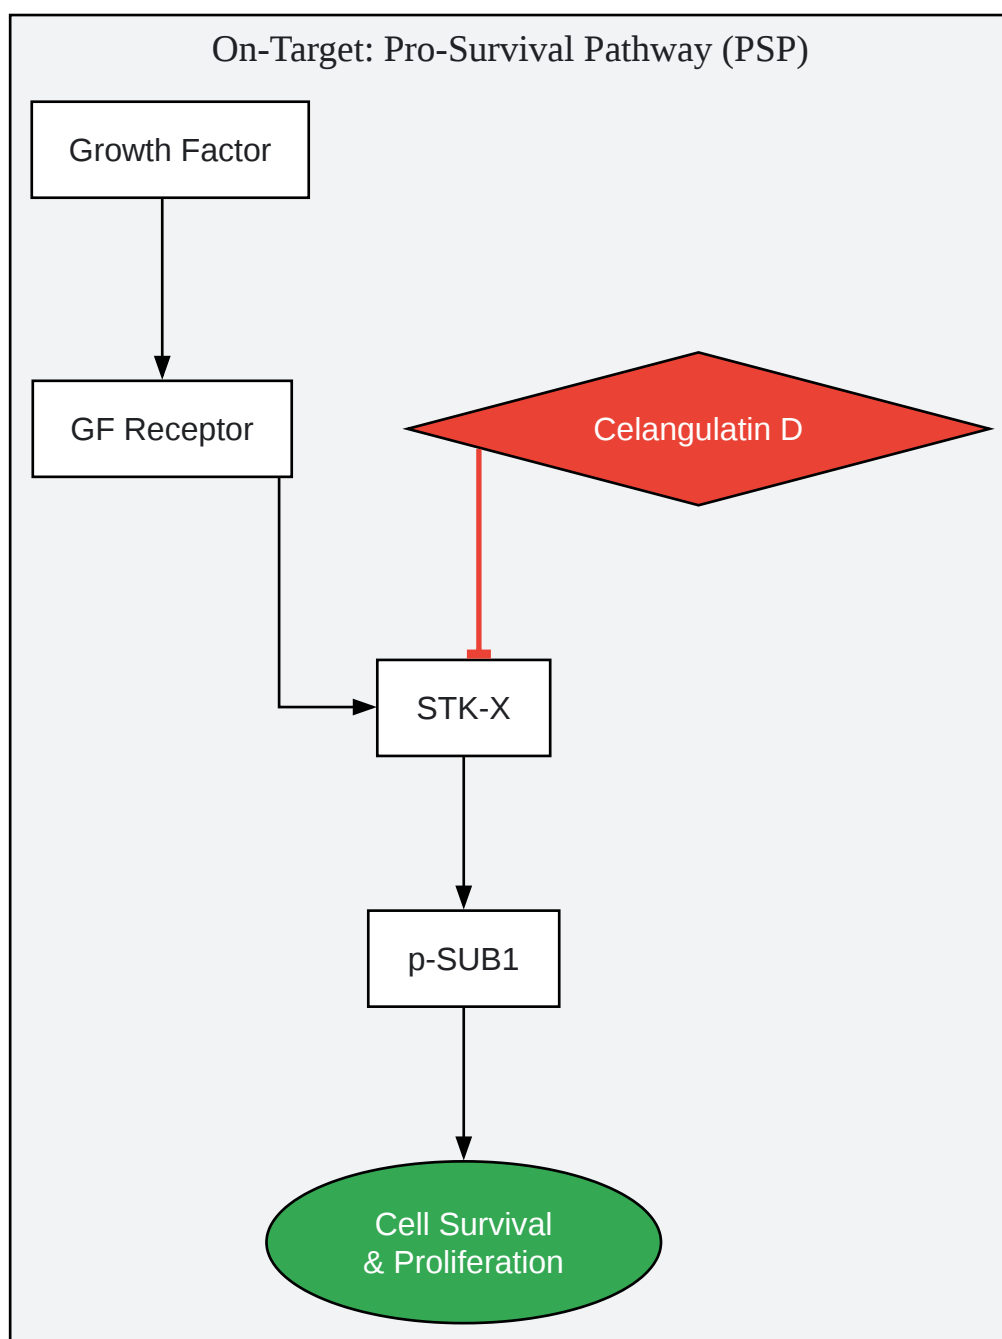 On-Target: Pro-Survival Pathway (PSP)
Growth Factor
GF Receptor
Celangulatin D
STK-X
p-SUB1
Cell Survival
& Proliferation